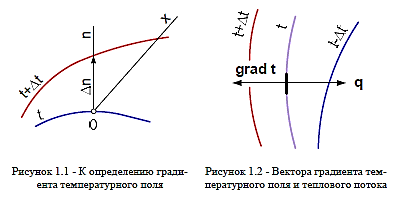 n
x
t+Δt
Δn
t
0
t+Δt
t
t-Δt
grad t
q
Рисунок 1.1 - К определению гради-
ента температурного поля
Рисунок 1.2 - Вектора градиента тем-
пературного поля и теплового потока